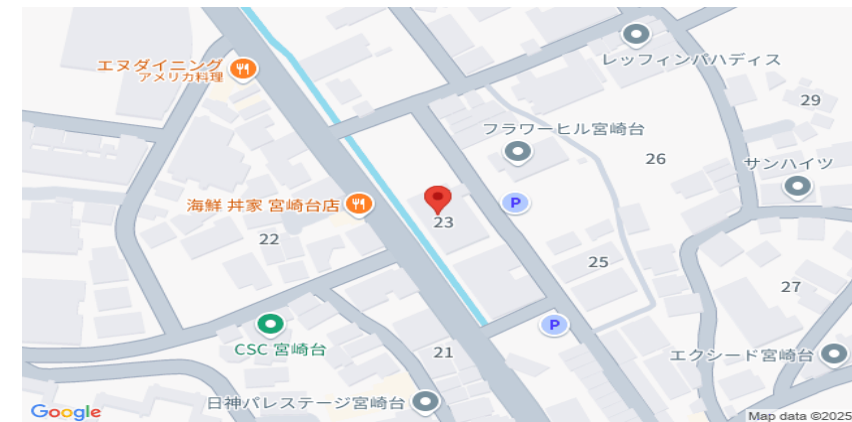 エヌダイニング
アメリカ料理
レッフィンパハディス
29
フラワーヒル宮崎台
26
サンハイツ
P
海鮮 丼家 宮崎台店
23
22
25
27
P
CSC 宮崎台
21
エクシード宮崎台
日神パレステージ宮崎台
Google
Map data ©2025